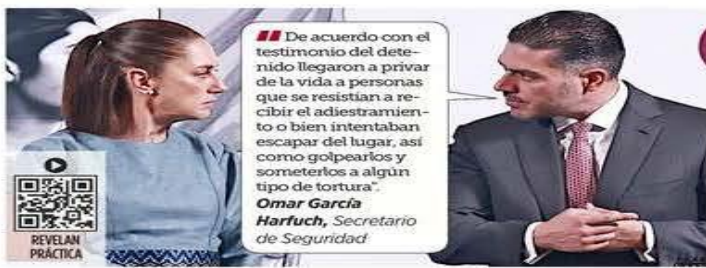 De acuerdo con el
testimonio del dete-
nido llegaron a privar
de la vida a personas
que se resistían a re-
cibir el adiestramien-
to o bien intentaban
escapar del lugar, así
como golpearlos y
someterlos a algún
tipo de tortura".
Omar García
Harfuch, Secretario
de Seguridad
REVELAN
PRÁCTICA